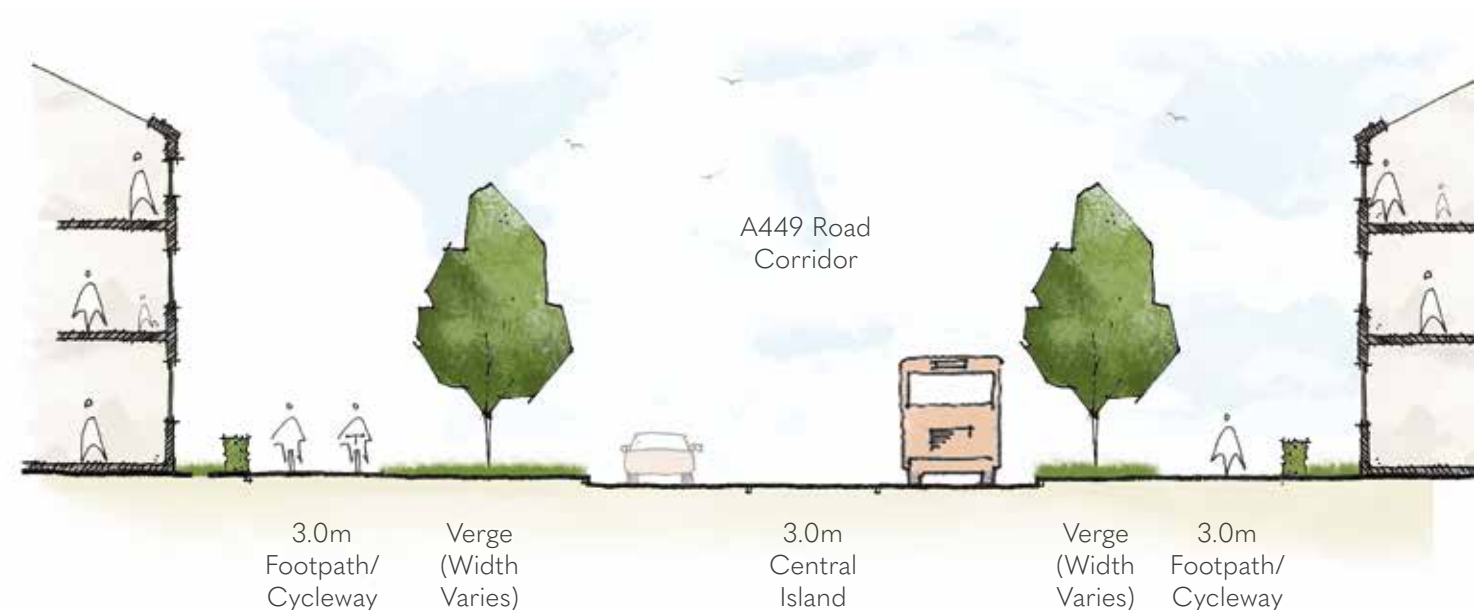 A449 Road
Corridor
3.0m
Footpath/
Cycleway
Verge
(Width
Varies)
3.0m
Central
Island
Verge
(Width
Varies)
3.0m
Footpath/
Cycleway